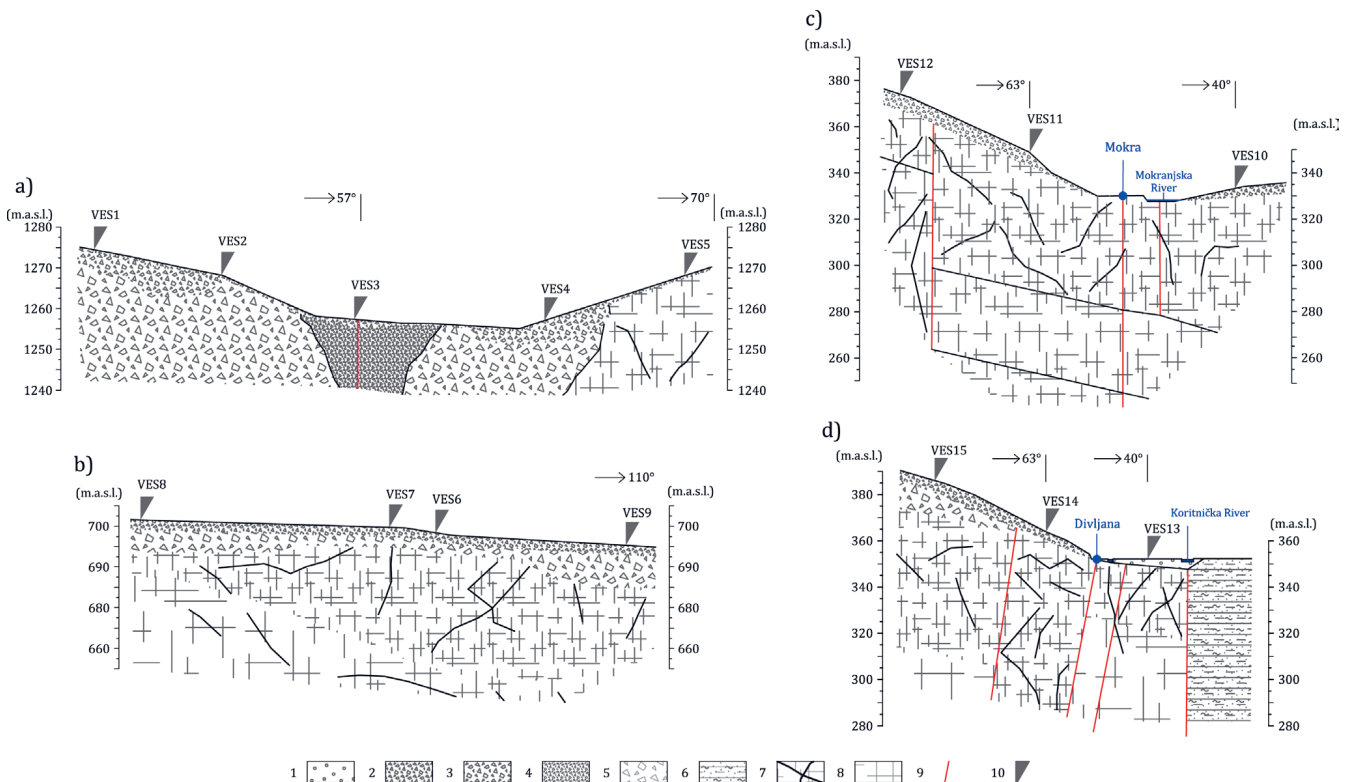 a)
(m.a.s.l.)
1280
1270
1260
1250
1240
VES1
VES2
57°
VES3
VES4
70°
VES5
1280
1270
1260
1250
1240
b)
(m.a.s.l.)
700
690
680
660
VES8
VES7
VES6
110°
VES9
(m.a.s.l.)
700
690
680
660
c)
(m.a.s.l.)
380
360
340
320
300
280
260
VES12
63°
VES11
Mokra
Mokranjska
River
40°
VES10
(m.a.s.l.)
340
320
300
280
260
d)
(m.a.s.l.)
380
360
340
320
300
280
VES15
63°
VES14
40°
Divljana
VES13
Koritnička River
(m.a.s.l.)
340
320
300
280
1 2 3 4 5 6 7 8 9 10